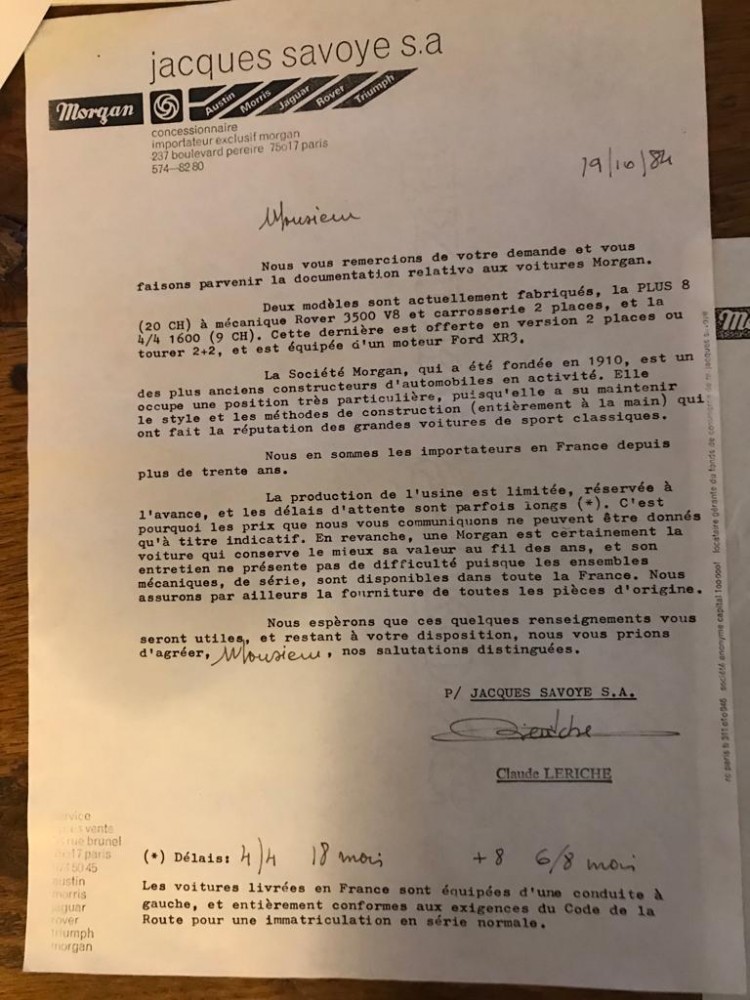 jacques savoye s.a
Morgan
Austin
Morris
Jaguar
Rover
Triumph
concessionnaire
importateur exclusif morgan
237 boulevard pereire 75017 paris
574-82 80
19/10/84
Monsieur
Nous vous remercions de votre demande et vous
faisons parvenir la documentation relative aux voitures Morgan.
Deux modèles sont actuellement fabriqués, la PLUS 8
(20 CH) à mécanique Rover 3500 V8 et carrosserie 2 places, et la
4/4 1600 (9 CH). Cette dernière est offerte en version 2 places ou
tourer 2+2, et est équipée d'un moteur Ford XR3.
La Société Morgan, qui a été fondée en 1910, est un
des plus anciens constructeurs d'automobiles en activité. Elle
occupe une position très particulière, puisqu'elle a su maintenir
le style et les méthodes de construction (entièrement à la main) qui
ont fait la réputation des grandes voitures de sport classiques.
Nous en sommes les importateurs en France depuis
plus de trente ans.
La production de l'usine est limitée, réservée à
l'avance, et les délais d'attente sont parfois longs (*). C'est
pourquoi les prix que nous vous communiquons ne peuvent être donnés
qu'à titre indicatif. En revanche, une Morgan est certainement la
voiture qui conserve le mieux sa valeur au fil des ans, et son
entretien ne présente pas de difficulté puisque les ensembles
mécaniques, de série, sont disponibles dans toute la France. Nous
assurons par ailleurs la fourniture de toutes les pièces d'origine.
Nous espèrons que ces quelques renseignements vous
seront utiles, et restant à votre disposition, nous vous prions
d'agréer, Monsieur, nos salutations distinguées.
P/ JACQUES SAVOYE S.A.
Claude LERICHE
(*) Délais: 4/4 18 mois +8 6/8 mois
Les voitures livrées en France sont équipées d'une conduite à
gauche, et entièrement conformes aux exigences du Code de la
Route pour une immatriculation en série normale.
rue brunel
paris
austin
morris
jaguar
rover
triumph
morgan
société anonyme capital locataire gérante du fonds de